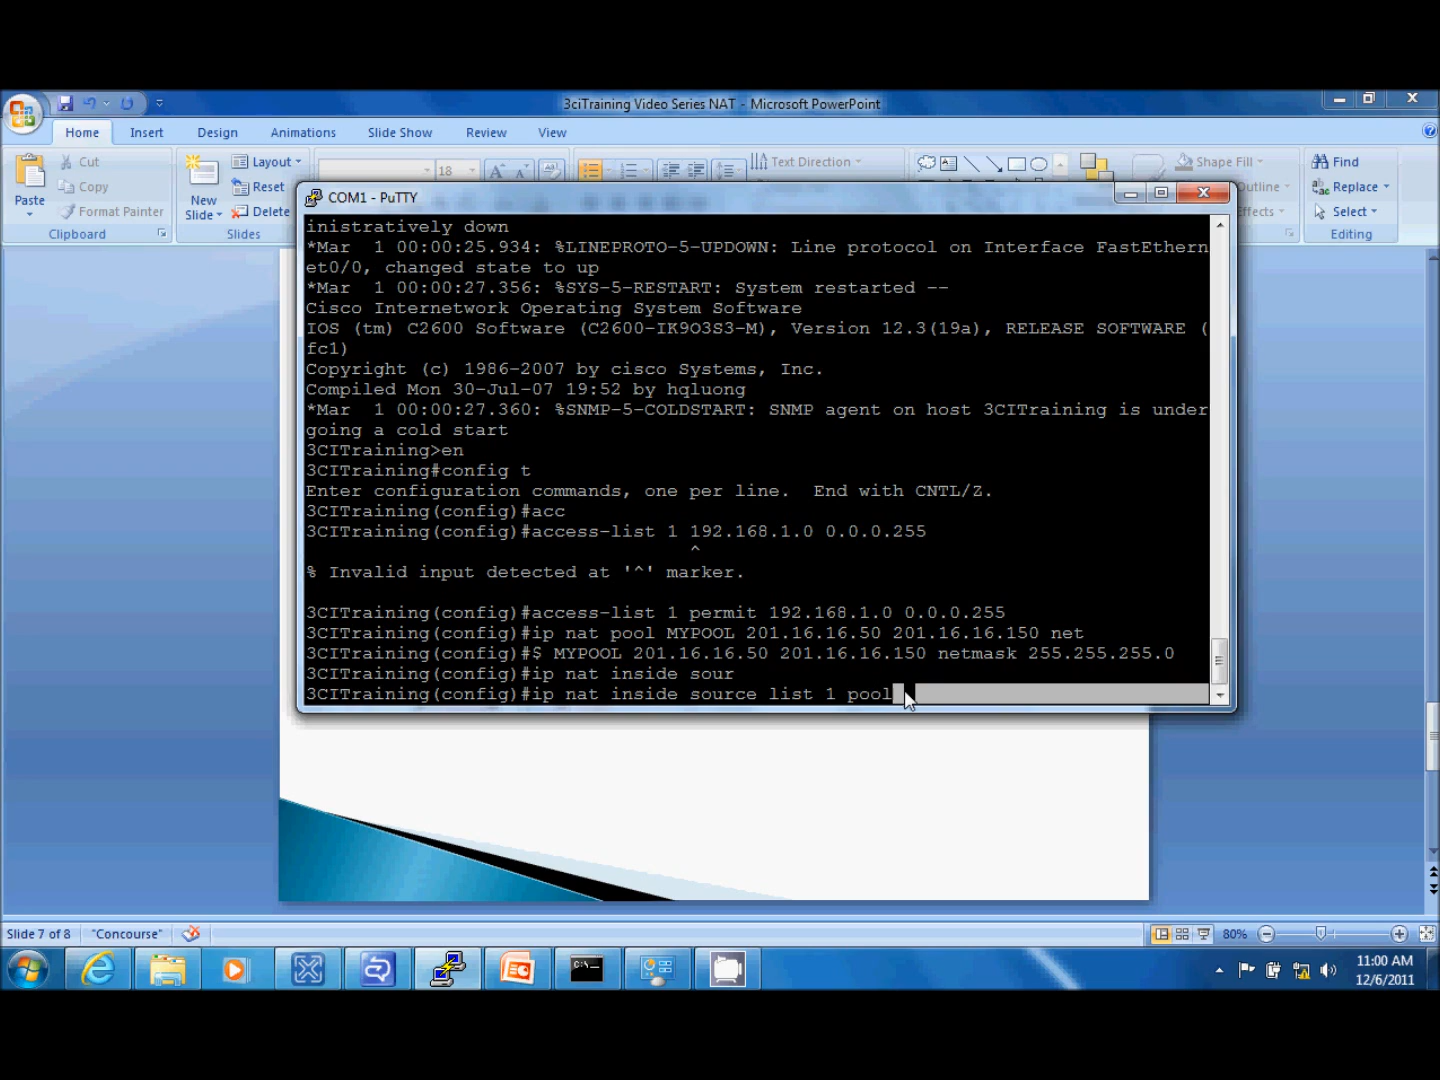 3ciTraining Video Series NAT - Microsoft PowerPoint
Home Insert Design Animations Slide Show Review View
Paste
Cut
Copy
Format Painter
Clipboard
New Slide
Layout
Reset
Delete
Slides
18
Text Direction
Shape Fill
Outline
Effects
Find
Replace
Select
Editing
COM1 - PuTTY
inistratively down
*Mar  1 00:00:25.934: %LINEPROTO-5-UPDOWN: Line protocol on Interface FastEthern
et0/0, changed state to up
*Mar  1 00:00:27.356: %SYS-5-RESTART: System restarted --
Cisco Internetwork Operating System Software
IOS (tm) C2600 Software (C2600-IK9O3S3-M), Version 12.3(19a), RELEASE SOFTWARE (
fc1)
Copyright (c) 1986-2007 by cisco Systems, Inc.
Compiled Mon 30-Jul-07 19:52 by hqluong
*Mar  1 00:00:27.360: %SNMP-5-COLDSTART: SNMP agent on host 3CITraining is under
going a cold start
3CITraining>en
3CITraining#config t
Enter configuration commands, one per line.  End with CNTL/Z.
3CITraining(config)#acc
3CITraining(config)#access-list 1 192.168.1.0 0.0.0.255
^
% Invalid input detected at '^' marker.
3CITraining(config)#access-list 1 permit 192.168.1.0 0.0.0.255
3CITraining(config)#ip nat pool MYPOOL 201.16.16.50 201.16.16.150 net
3CITraining(config)#$ MYPOOL 201.16.16.50 201.16.16.150 netmask 255.255.255.0
3CITraining(config)#ip nat inside sour
3CITraining(config)#ip nat inside source list 1 pool
Slide 7 of 8 "Concourse" 80%
11:00 AM
12/6/2011